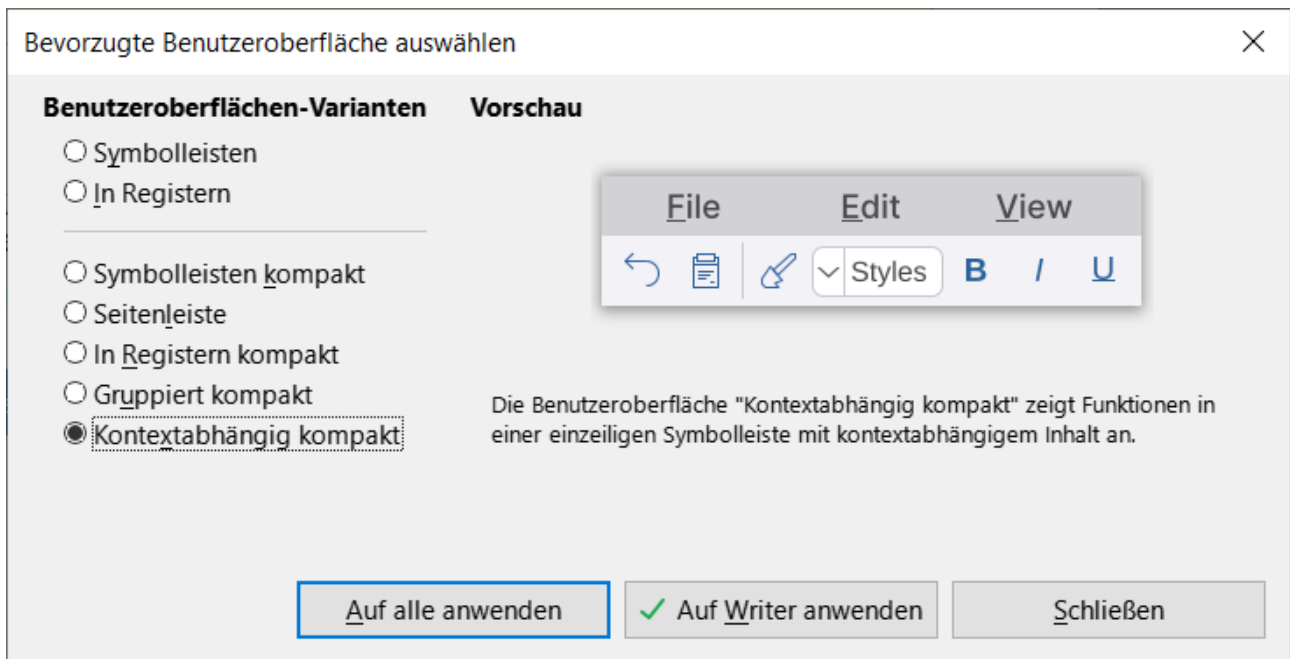 Bevorzugte Benutzeroberfläche auswählen
Benutzeroberflächen-Varianten
Symbolleisten
In Registern
Symbolleisten kompakt
Seitenleiste
In Registern kompakt
Gruppiert kompakt
Kontextabhängig kompakt
Vorschau
File Edit View
Styles B I U
Die Benutzeroberfläche "Kontextabhängig kompakt" zeigt Funktionen in
einer einzeiligen Symbolleiste mit kontextabhängigem Inhalt an.
Auf alle anwenden
Auf Writer anwenden
Schließen